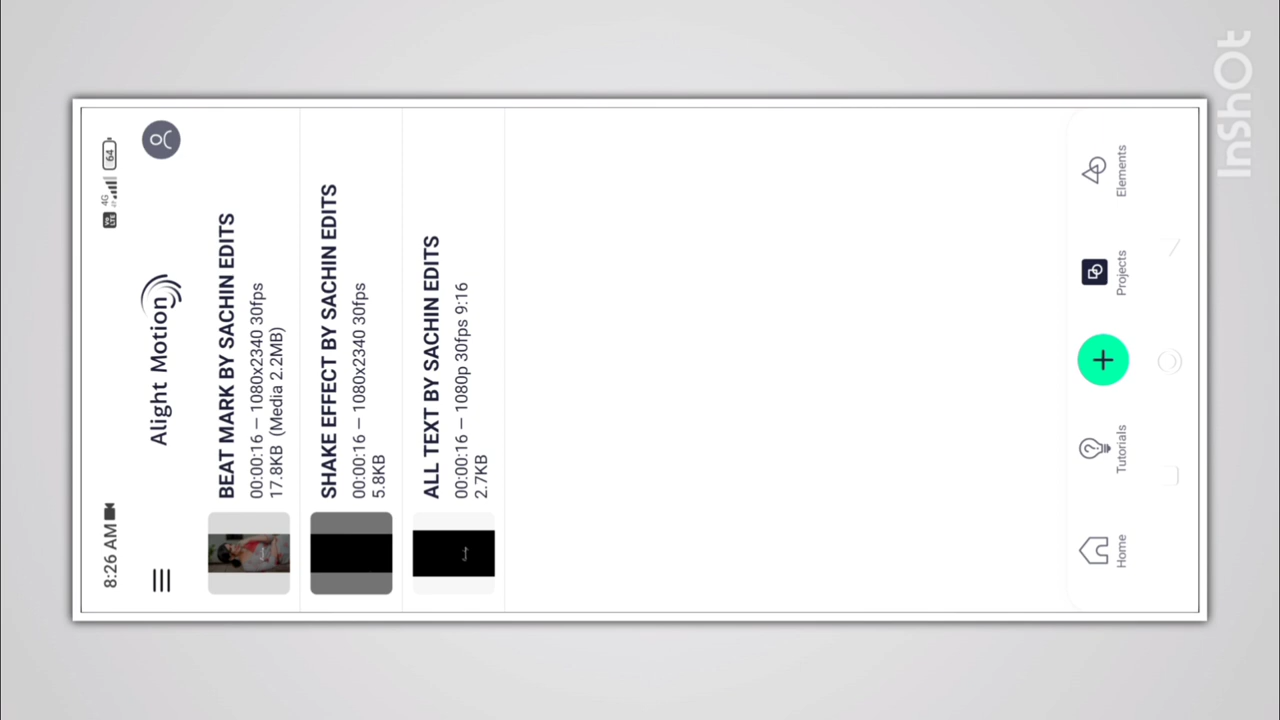 8:26 AM
4G
64
Alight Motion
BEAT MARK BY SACHIN EDITS
00:00:16 — 1080x2340 30fps
17.8KB (Media 2.2MB)
SHAKE EFFECT BY SACHIN EDITS
00:00:16 — 1080x2340 30fps
5.8KB
ALL TEXT BY SACHIN EDITS
00:00:16 — 1080p 30fps 9:16
2.7KB
Home
Tutorials
Projects
Elements
InShOt